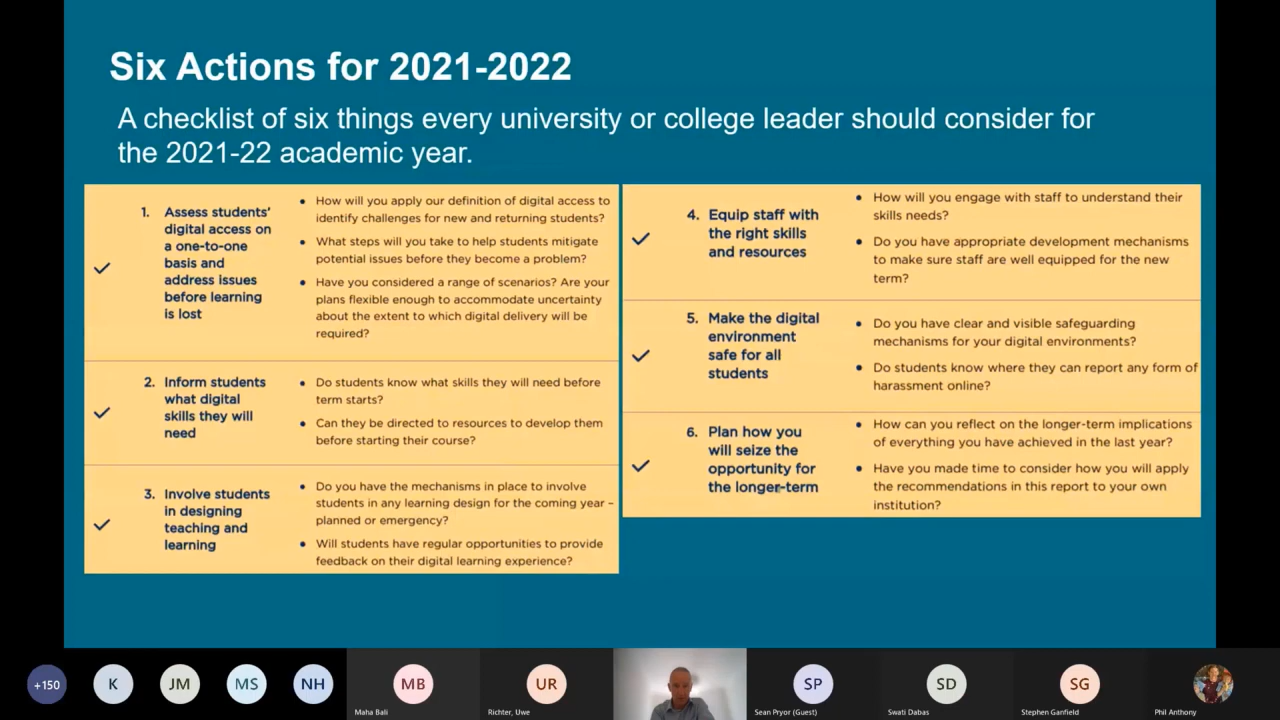 Six Actions for 2021-2022
A checklist of six things every university or college leader should consider for
the 2021-22 academic year.
1. Assess students'
digital access on
a one-to-one
basis and
address issues
before learning
is lost
• How will you apply our definition of digital access to
identify challenges for new and returning students?
• What steps will you take to help students mitigate
potential issues before they become a problem?
• Have you considered a range of scenarios? Are your
plans flexible enough to accommodate uncertainty
about the extent to which digital delivery will be
required?
2. Inform students
what digital
skills they will
need
• Do students know what skills they will need before
term starts?
• Can they be directed to resources to develop them
before starting their course?
3. Involve students
in designing
teaching and
learning
• Do you have the mechanisms in place to involve
students in any learning design for the coming year –
planned or emergency?
• Will students have regular opportunities to provide
feedback on their digital learning experience?
4. Equip staff with
the right skills
and resources
• How will you engage with staff to understand their
skills needs?
• Do you have appropriate development mechanisms
to make sure staff are well equipped for the new
term?
5. Make the digital
environment
safe for all
students
• Do you have clear and visible safeguarding
mechanisms for your digital environments?
• Do students know where they can report any form of
harassment online?
6. Plan how you
will seize the
opportunity for
the longer-term
• How can you reflect on the longer-term implications
of everything you have achieved in the last year?
• Have you made time to consider how you will apply
the recommendations in this report to your own
institution?
+150
K
JM
MS
NH
MB
Maha Bali
UR
Richter, Uwe
SP
Sean Pryor (Guest)
SD
Swati Dabas
SG
Stephen Ganfield
Phil Anthony